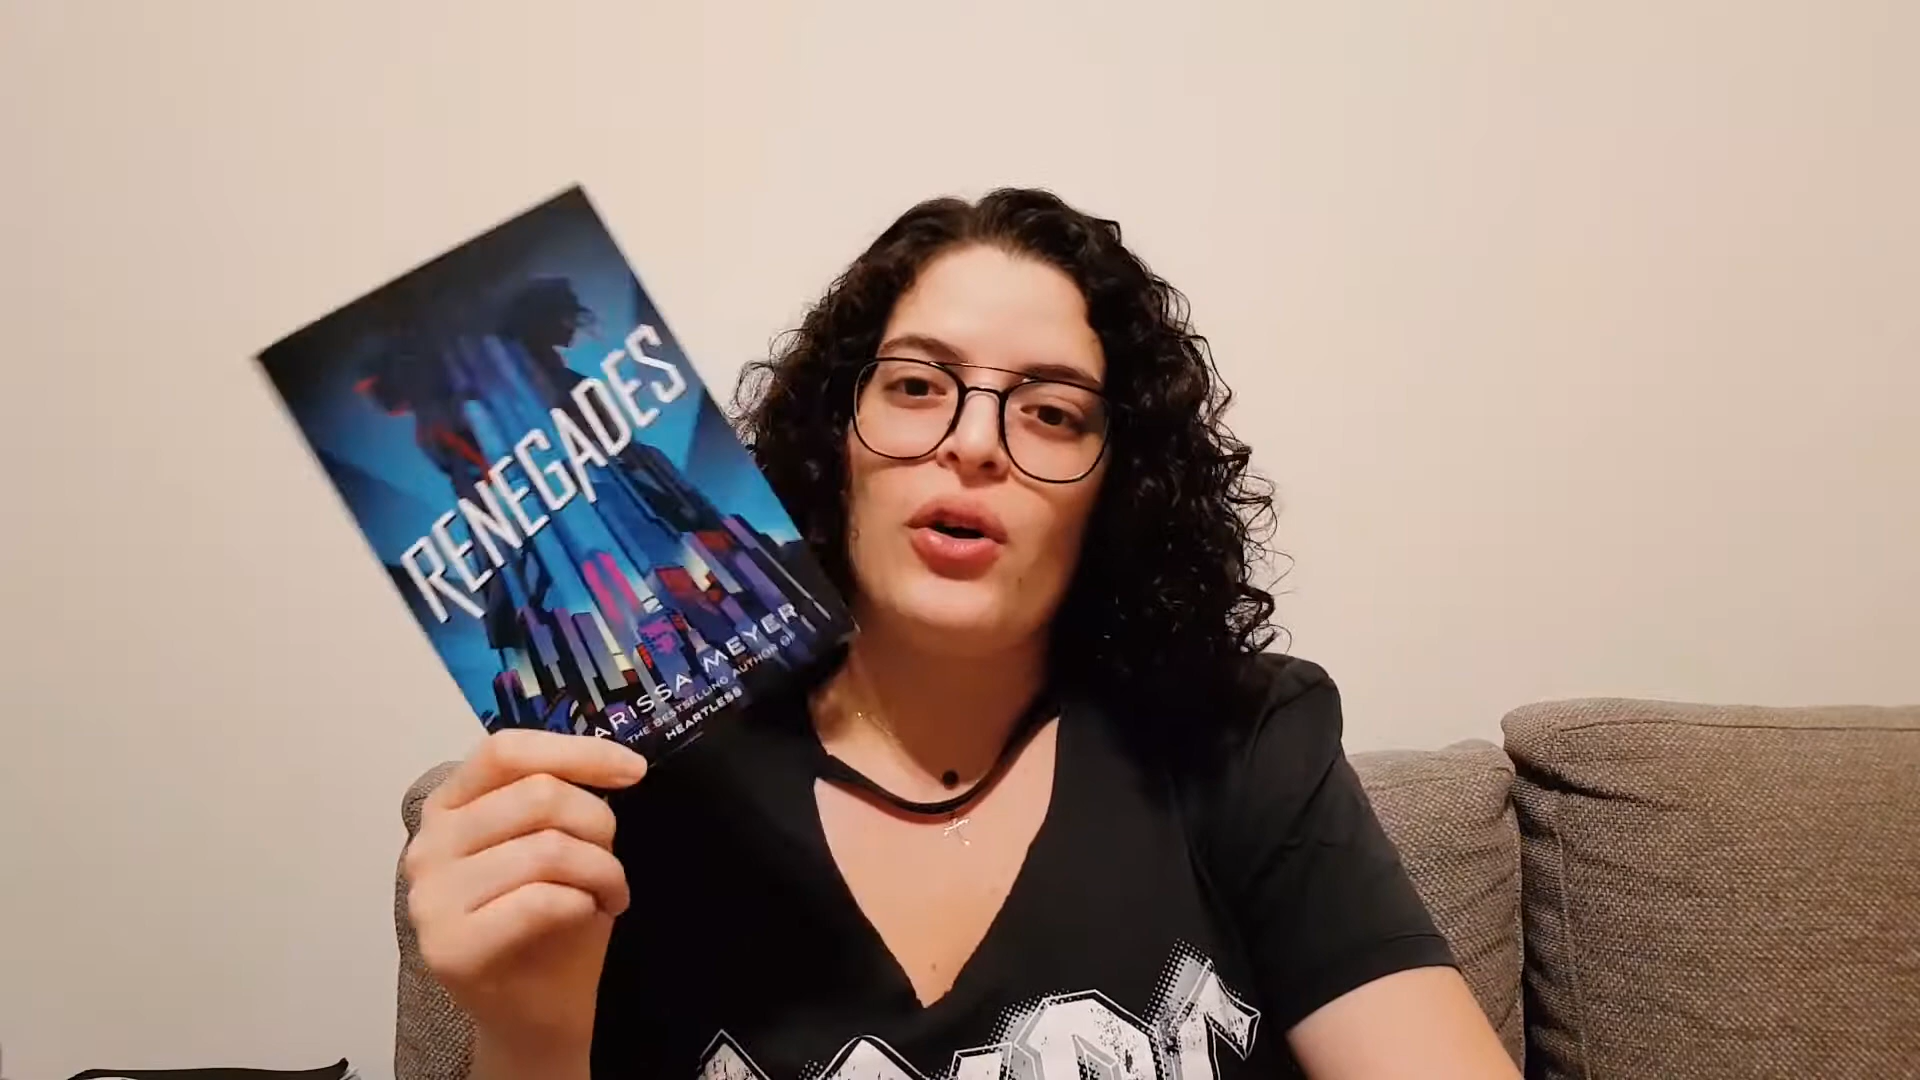 RENEGADES
ARISSA MEYER
THE BESTSELLING AUTHOR OF
HEARTLESS